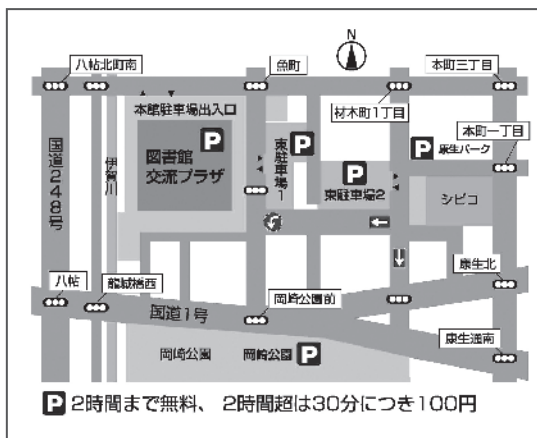 N
八帖北町南
魚町
本町三丁目
本館駐車場出入口
材木町1丁目
本町一丁目
国道248号
伊賀川
図書館
交流プラザ
P
東駐車場1
P
P
東駐車場2
P
康生パーク
シビコ
八帖
龍城橋西
国道1号
岡崎公園前
康生北
康生通南
岡崎公園
岡崎公園 P
P 2時間まで無料、2時間超は30分につき100円